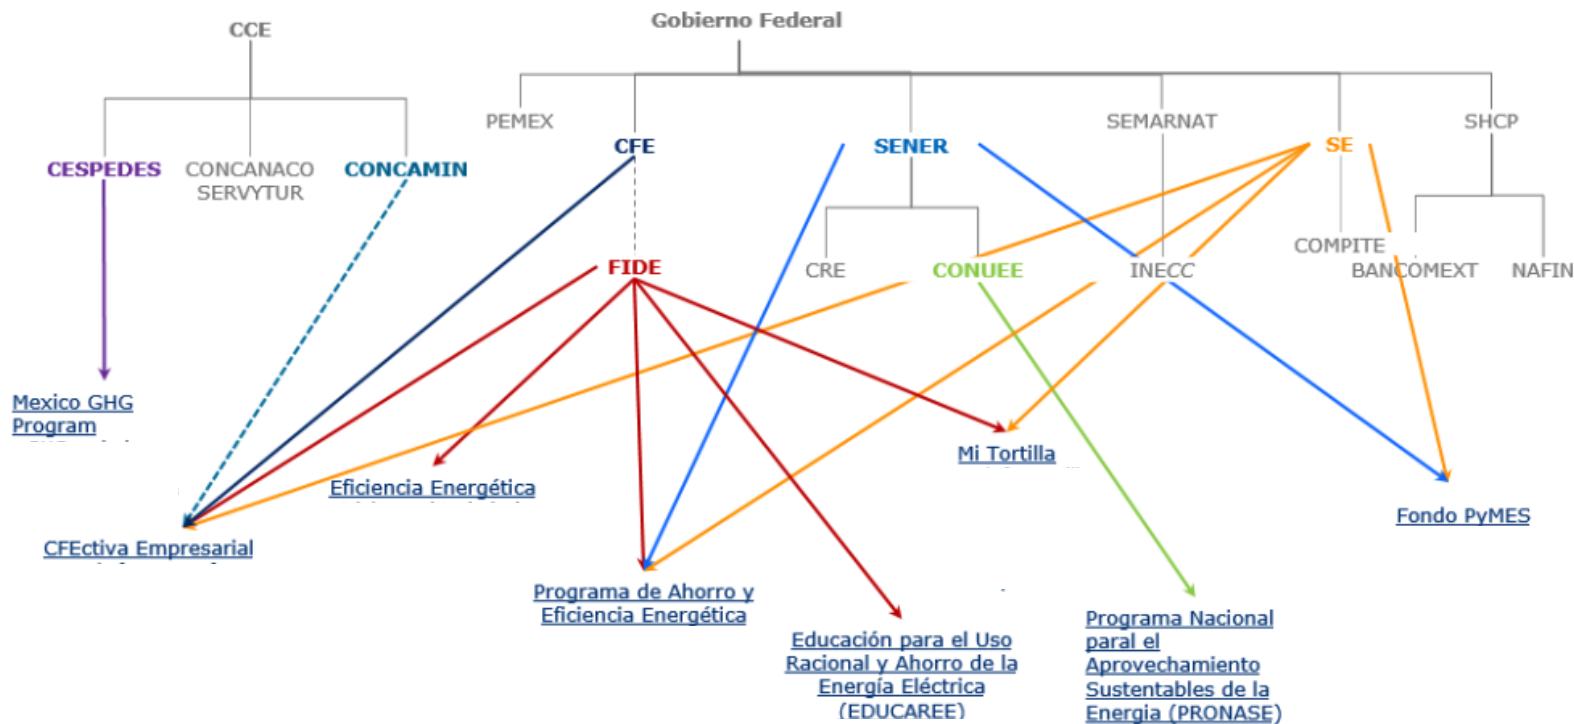 Gobierno Federal
CCE
PEMEX
SEMARNAT
SHCP
CFE
SENER
SE
CESPEDES
CONCANACO
SERVYTUR
CONCAMIN
COMPITE
FIDE
CRE
CONUEE
INECC
BANCOMEXT
NAFIN
Mexico GHG
Program
Mi Tortilla
Eficiencia Energética
Fondo PyMES
CFEctiva Empresarial
Programa de Ahorro y
Eficiencia Energética
Educación para el Uso
Racional y Ahorro de la
Energía Eléctrica
(EDUCAREE)
Programa Nacional
paral el
Aprovechamiento
Sustentables de la
Energia (PRONASE)